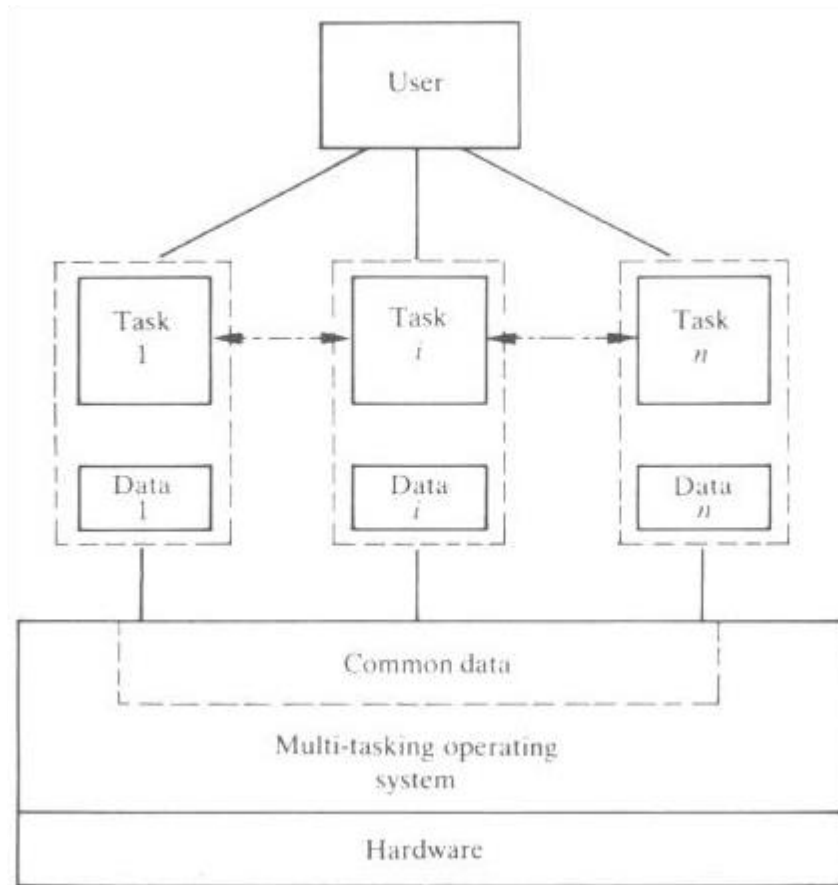 User
Task
1
Task
i
Task
n
Data
1
Data
i
Data
n
Common data
Multi-tasking operating
system
Hardware